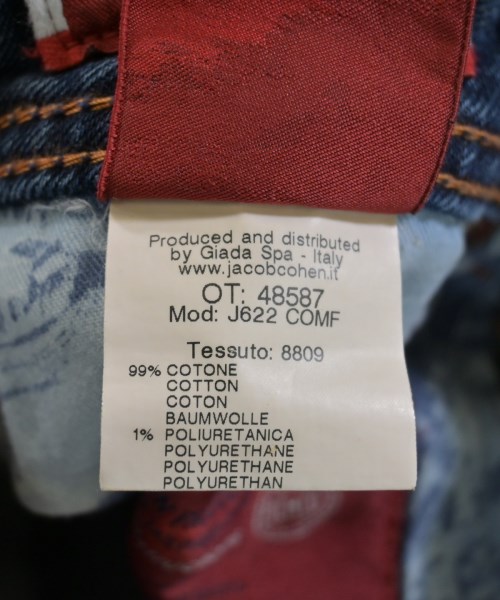 Produced and distributed
by Giada Spa - Italy
www.jacobcohen.it
OT: 48587
Mod: J622 COMF
Tessuto: 8809
99% COTONE
COTTON
COTON
BAUMWOLLE
1% POLIURETANICA
POLYURETHANE
POLYURETHANE
POLYURETHAN